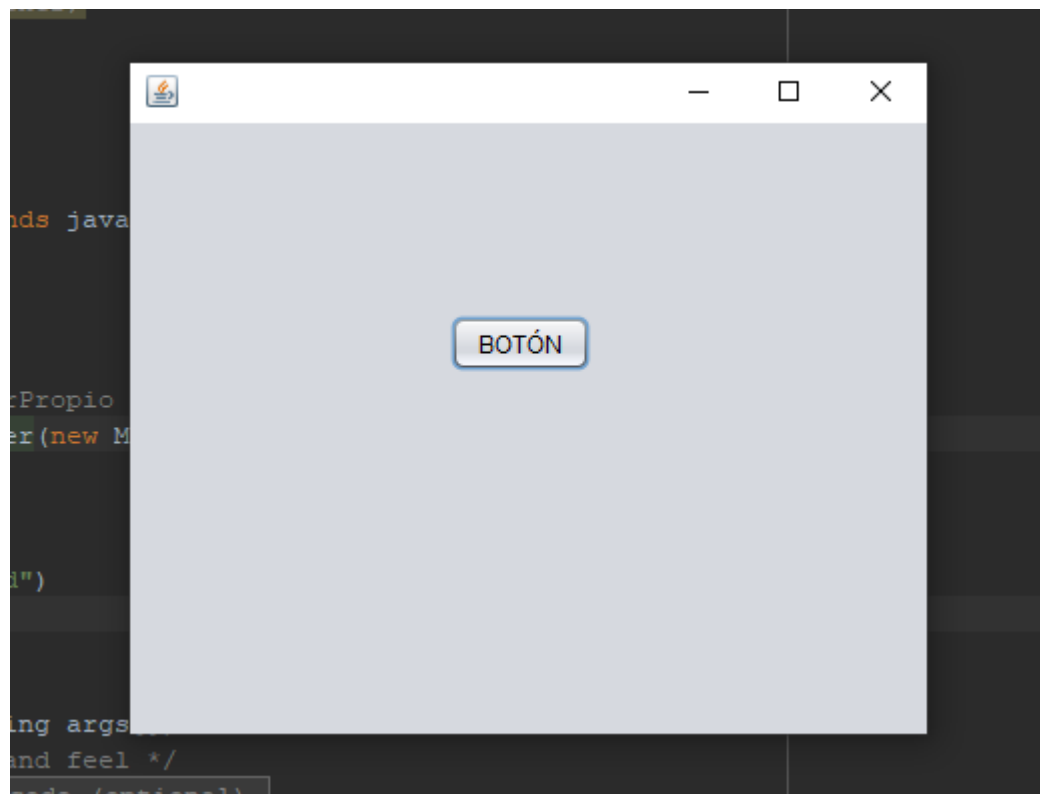 nds java
BOTÓN
rPropio
er(new M
d")
ing args
and feel */